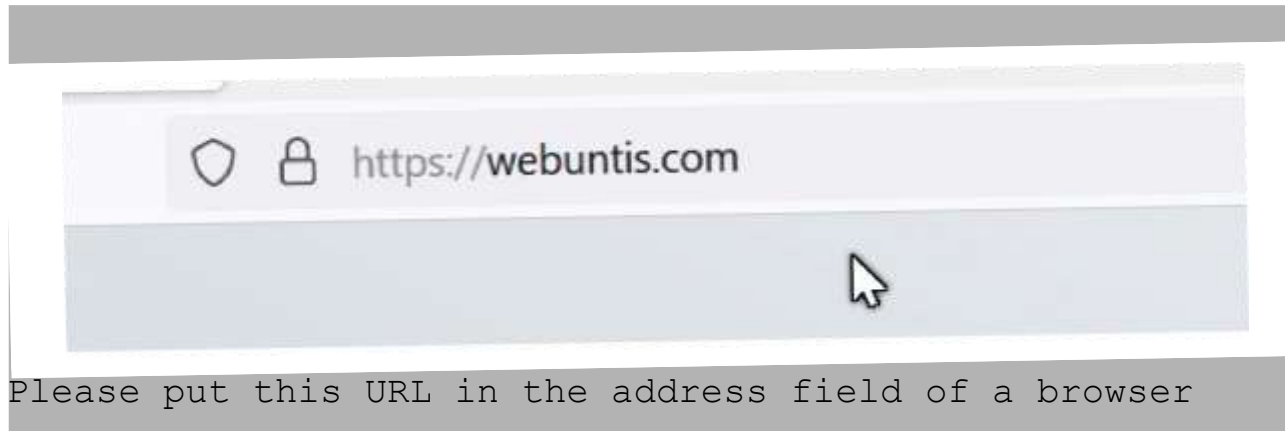 https://webuntis.com
Please put this URL in the address field of a browser